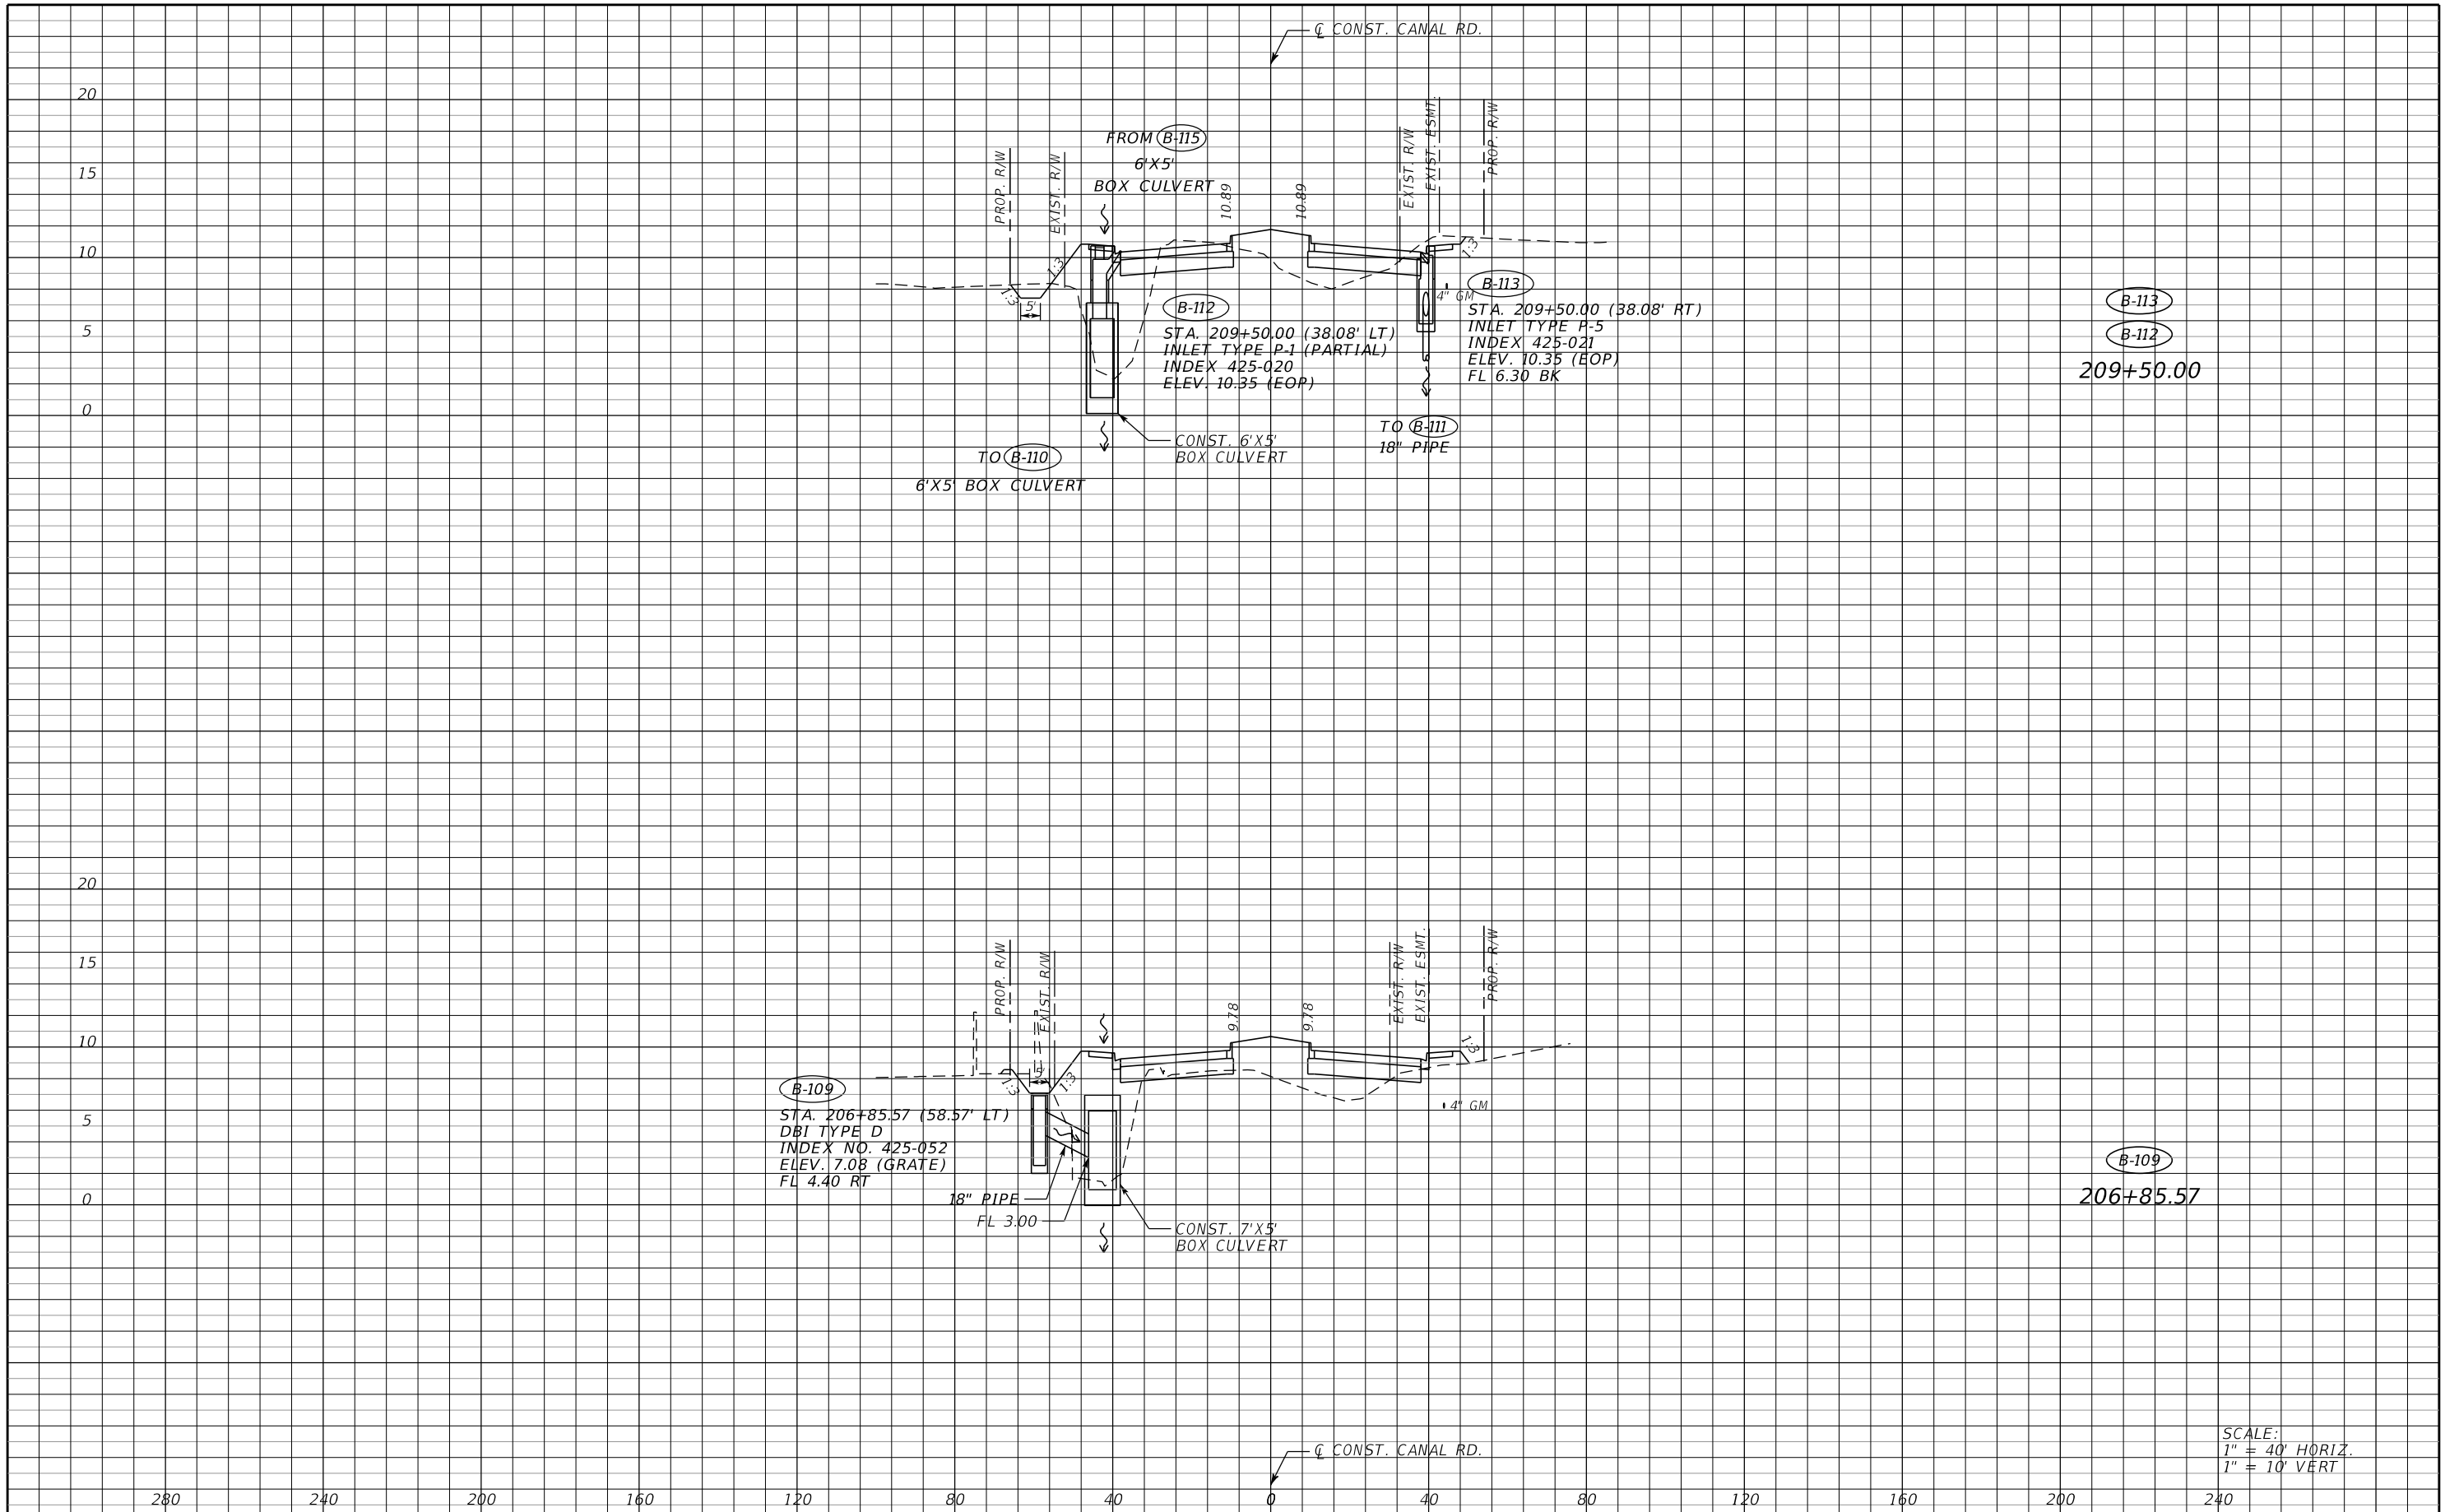 ℄ CONST. CANAL RD.
20
15
10
5
0
PROP. R/W
EXIST. R/W
FROM B-115
6'X5'
BOX CULVERT
10.89
10.89
EXIST. R/W
EXIST. ESMT.
PROP. R/W
1:3
1:3
5'
1:3
B-112
STA. 209+50.00 (38.08' LT)
INLET TYPE P-1 (PARTIAL)
INDEX 425-020
ELEV. 10.35 (EOP)
4" GM
B-113
STA. 209+50.00 (38.08' RT)
INLET TYPE P-5
INDEX 425-021
ELEV. 10.35 (EOP)
FL 6.30 BK
B-113
B-112
209+50.00
TO B-110
6'X5' BOX CULVERT
CONST. 6'X5'
BOX CULVERT
TO B-111
18" PIPE
20
15
10
5
0
PROP. R/W
EXIST. R/W
9.78
9.78
EXIST. R/W
EXIST. ESMT.
PROP. R/W
1:3
5'
1:3
1:3
4" GM
B-109
STA. 206+85.57 (58.57' LT)
DBI TYPE D
INDEX NO. 425-052
ELEV. 7.08 (GRATE)
FL 4.40 RT
18" PIPE
FL 3.00
CONST. 7'X5'
BOX CULVERT
B-109
206+85.57
℄ CONST. CANAL RD.
SCALE:
1" = 40' HORIZ.
1" = 10' VERT
280 240 200 160 120 80 40 0 40 80 120 160 200 240